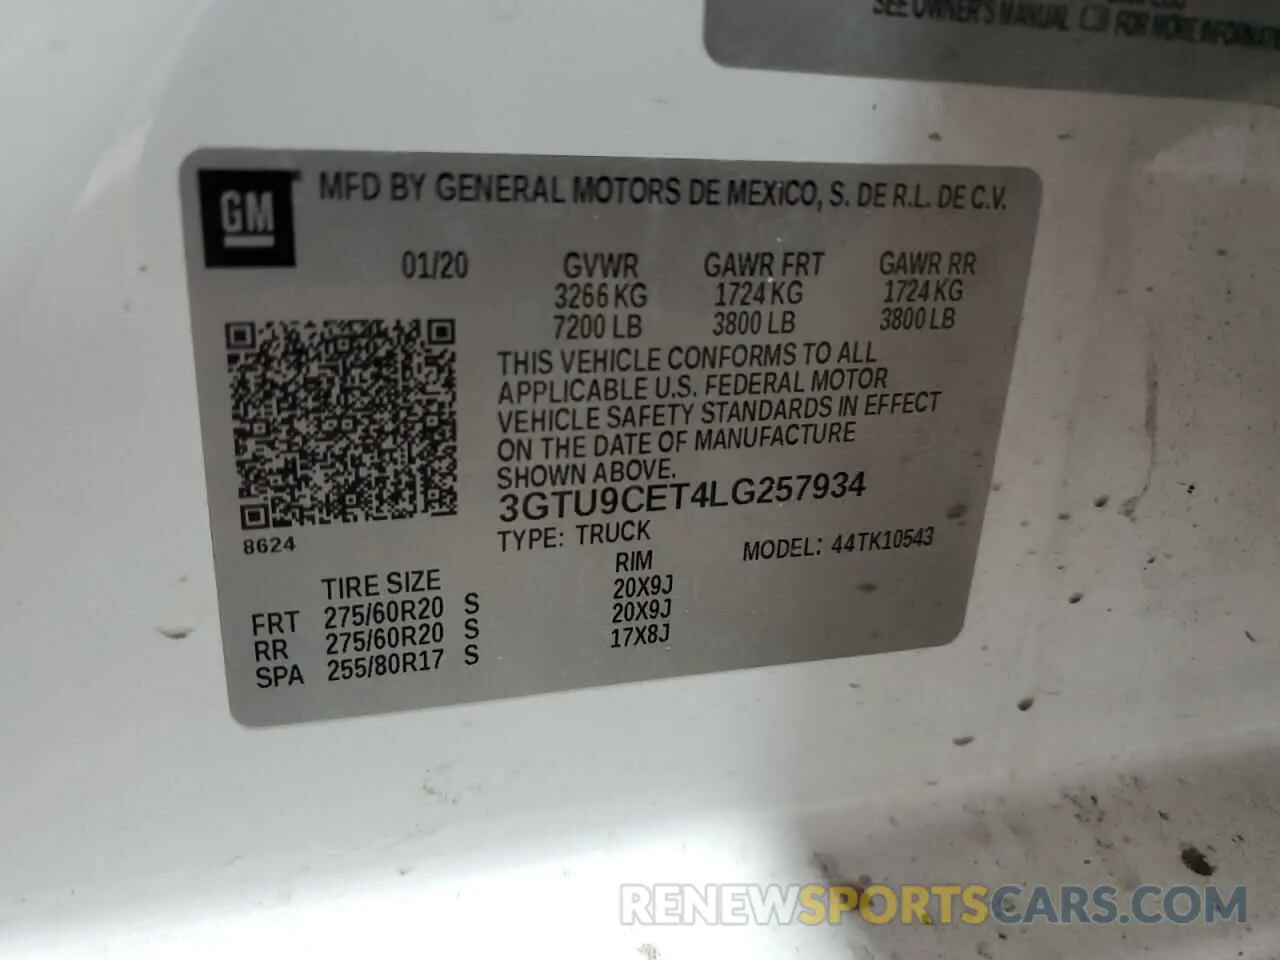 SEE OWNER'S MANUAL FOR MORE INFORMATION
GM
MFD BY GENERAL MOTORS DE MEXICO, S. DE R.L. DE C.V.
01/20 GVWR GAWR FRT GAWR RR
3266 KG 1724 KG 1724 KG
7200 LB 3800 LB 3800 LB
THIS VEHICLE CONFORMS TO ALL
APPLICABLE U.S. FEDERAL MOTOR
VEHICLE SAFETY STANDARDS IN EFFECT
ON THE DATE OF MANUFACTURE
SHOWN ABOVE.
3GTU9CET4LG257934
8624
TYPE: TRUCK MODEL: 44TK10543
TIRE SIZE RIM
FRT 275/60R20 S 20X9J
RR 275/60R20 S 20X9J
SPA 255/80R17 S 17X8J
RENEWSPORTSCARS.COM